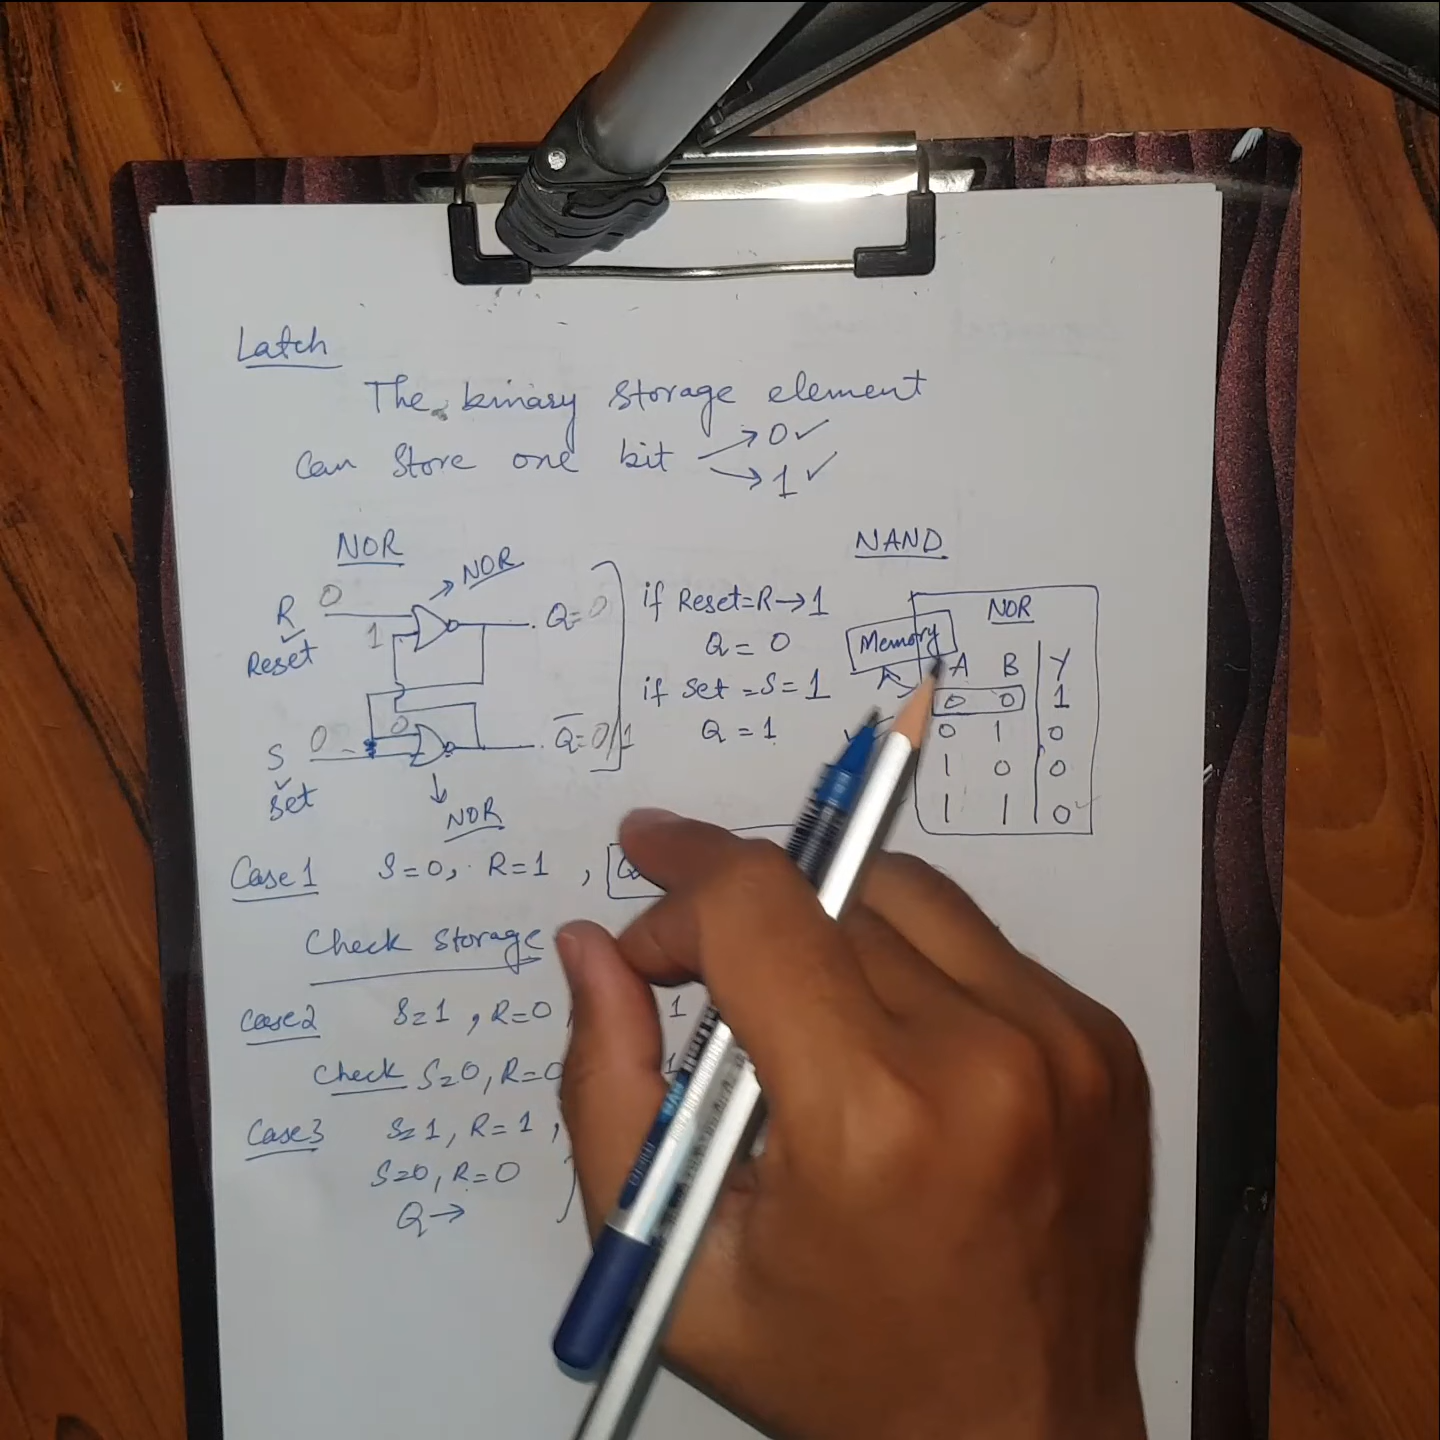 Latch
The binary storage element
Can store one bit → 0 ✓
→ 1 ✓
NOR
→ NOR
R 0
1
Q=0
Reset
S 0
0
Q̅=0/1
Set
NOR
if Reset=R→1
Q = 0
if set =S=1
Q = 1
NAND
Memory
NOR
A B Y
0 0 1
0 1 0
1 0 0
1 1 0
Case1 S=0, R=1 , Q
Check storage
Case2 S=1 , R=0 1
Check S=0, R=0 1
Case3 S=1, R=1 ,
S=0, R=0
Q→